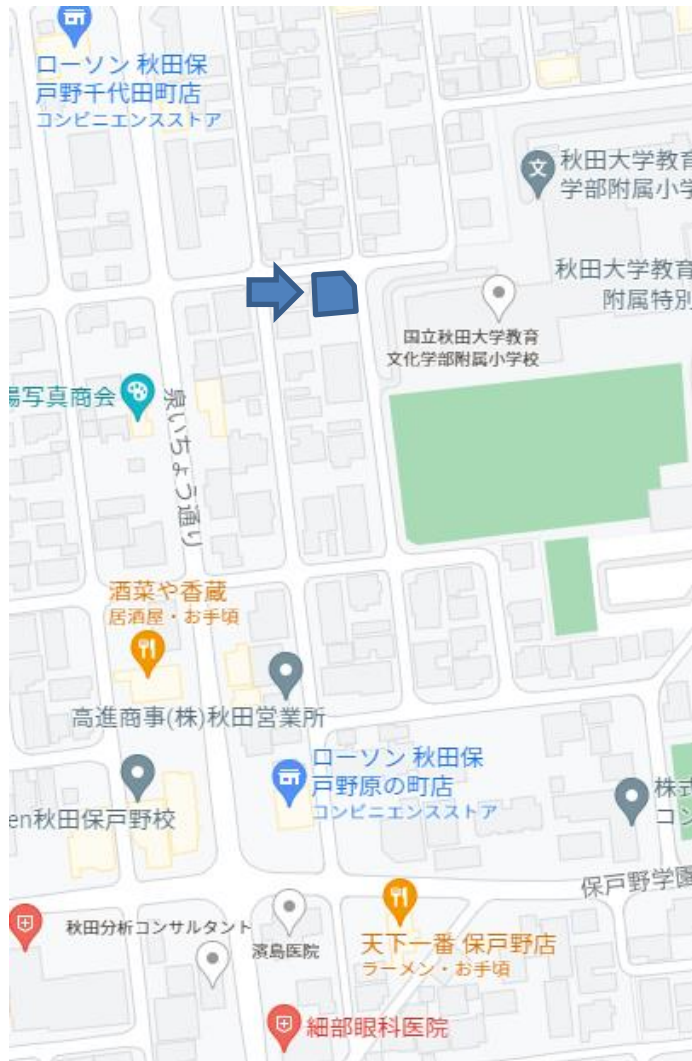 ローソン 秋田保
戸野千代田町店
コンビニエンスストア
文
秋田大学教育
学部附属小学
秋田大学教育
附属特別
国立秋田大学教育
文化学部附属小学校
写真商会
泉いちょう通り
酒菜や香蔵
居酒屋・お手頃
高進商事(株)秋田営業所
ローソン 秋田保
戸野原の町店
コンビニエンスストア
en秋田保戸野校
株式
コン
保戸野学園
秋田分析コンサルタント
濱島医院
天下一番 保戸野店
ラーメン・お手頃
細部眼科医院